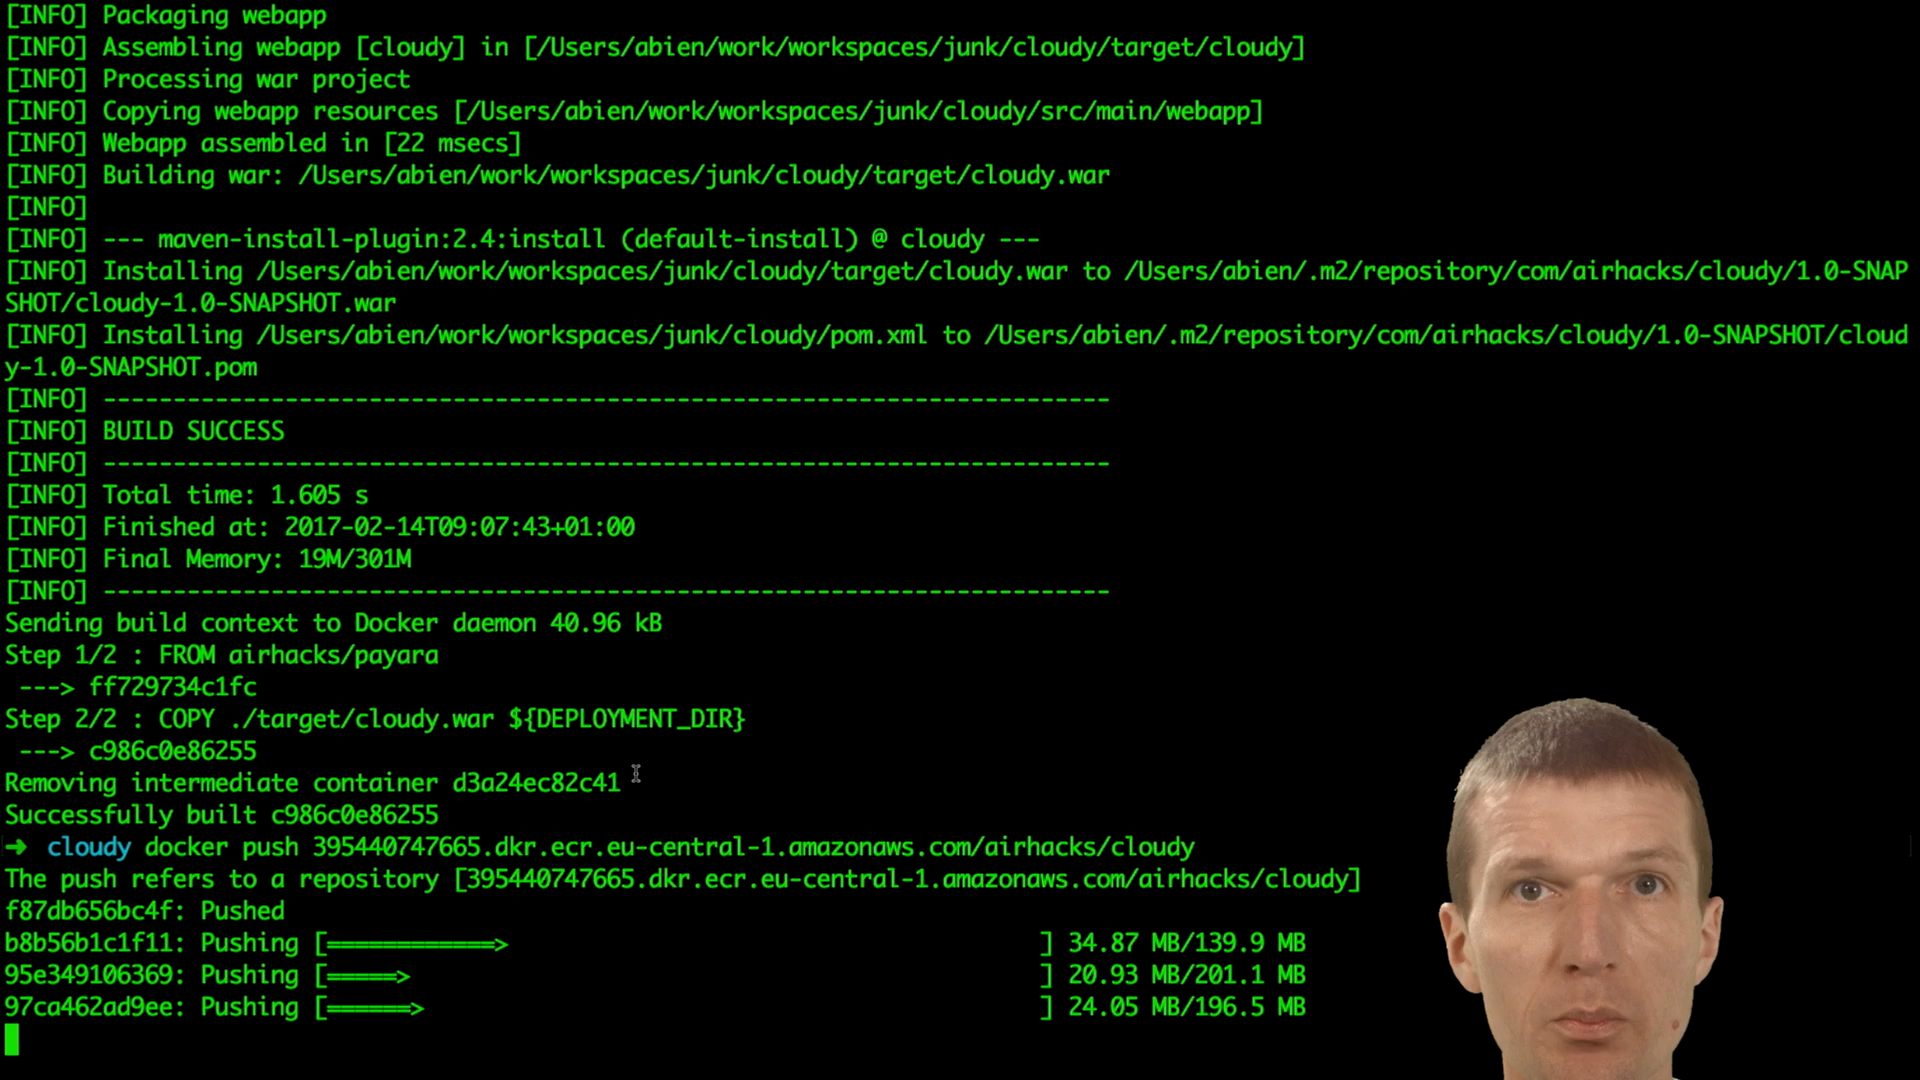 [INFO] Packaging webapp
[INFO] Assembling webapp [cloudy] in [/Users/abien/work/workspaces/junk/cloudy/target/cloudy]
[INFO] Processing war project
[INFO] Copying webapp resources [/Users/abien/work/workspaces/junk/cloudy/src/main/webapp]
[INFO] Webapp assembled in [22 msecs]
[INFO] Building war: /Users/abien/work/workspaces/junk/cloudy/target/cloudy.war
[INFO]
[INFO] --- maven-install-plugin:2.4:install (default-install) @ cloudy ---
[INFO] Installing /Users/abien/work/workspaces/junk/cloudy/target/cloudy.war to /Users/abien/.m2/repository/com/airhacks/cloudy/1.0-SNAP
SHOT/cloudy-1.0-SNAPSHOT.war
[INFO] Installing /Users/abien/work/workspaces/junk/cloudy/pom.xml to /Users/abien/.m2/repository/com/airhacks/cloudy/1.0-SNAPSHOT/cloud
y-1.0-SNAPSHOT.pom
[INFO] ------------------------------------------------------------------------
[INFO] BUILD SUCCESS
[INFO] ------------------------------------------------------------------------
[INFO] Total time: 1.605 s
[INFO] Finished at: 2017-02-14T09:07:43+01:00
[INFO] Final Memory: 19M/301M
[INFO] ------------------------------------------------------------------------
Sending build context to Docker daemon 40.96 kB
Step 1/2 : FROM airhacks/payara
 ---> ff729734c1fc
Step 2/2 : COPY ./target/cloudy.war ${DEPLOYMENT_DIR}
 ---> c986c0e86255
Removing intermediate container d3a24ec82c41
Successfully built c986c0e86255
➜  cloudy docker push 395440747665.dkr.ecr.eu-central-1.amazonaws.com/airhacks/cloudy
The push refers to a repository [395440747665.dkr.ecr.eu-central-1.amazonaws.com/airhacks/cloudy]
f87db656bc4f: Pushed
b8b56b1c1f11: Pushing [============>                                      ] 34.87 MB/139.9 MB
95e349106369: Pushing [=====>                                             ] 20.93 MB/201.1 MB
97ca462ad9ee: Pushing [======>                                            ] 24.05 MB/196.5 MB